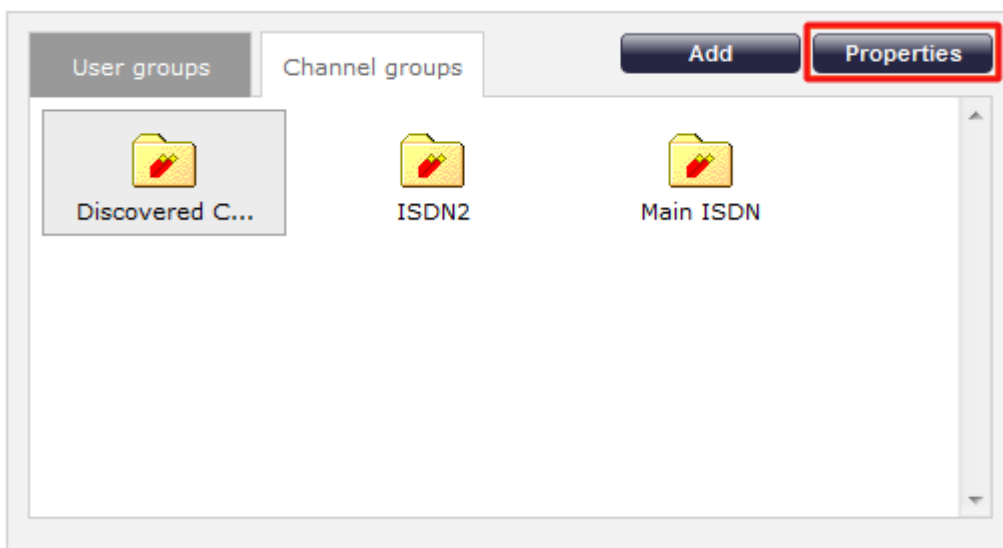 User groups
Channel groups
Add
Properties
Discovered C...
ISDN2
Main ISDN